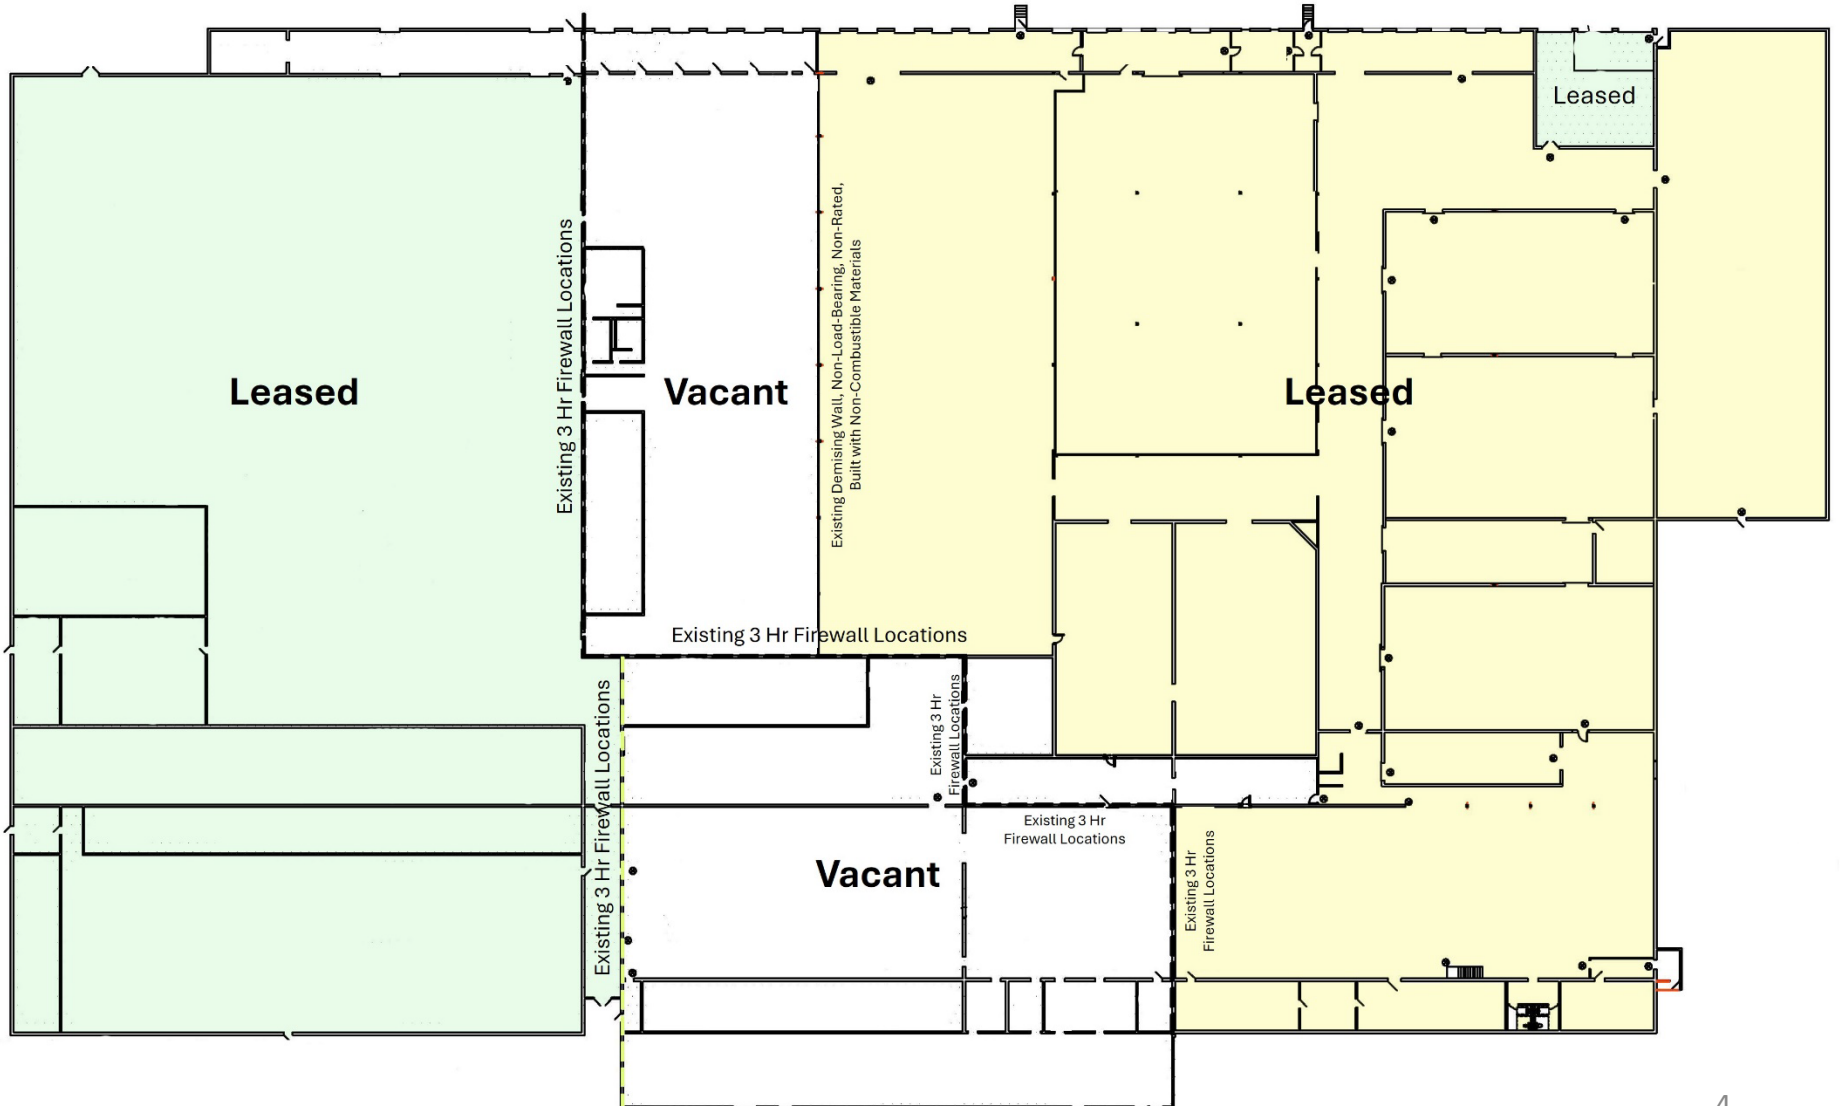 Leased
Leased
Vacant
Leased
Existing 3 Hr Firewall Locations
Existing Demising Wall, Non-Load-Bearing, Non-Rated,
Built with Non-Combustible Materials
Existing 3 Hr Firewall Locations
Existing 3 Hr Firewall Locations
Existing 3 Hr
Firewall Locations
Existing 3 Hr
Firewall Locations
Existing 3 Hr
Firewall Locations
Vacant
4